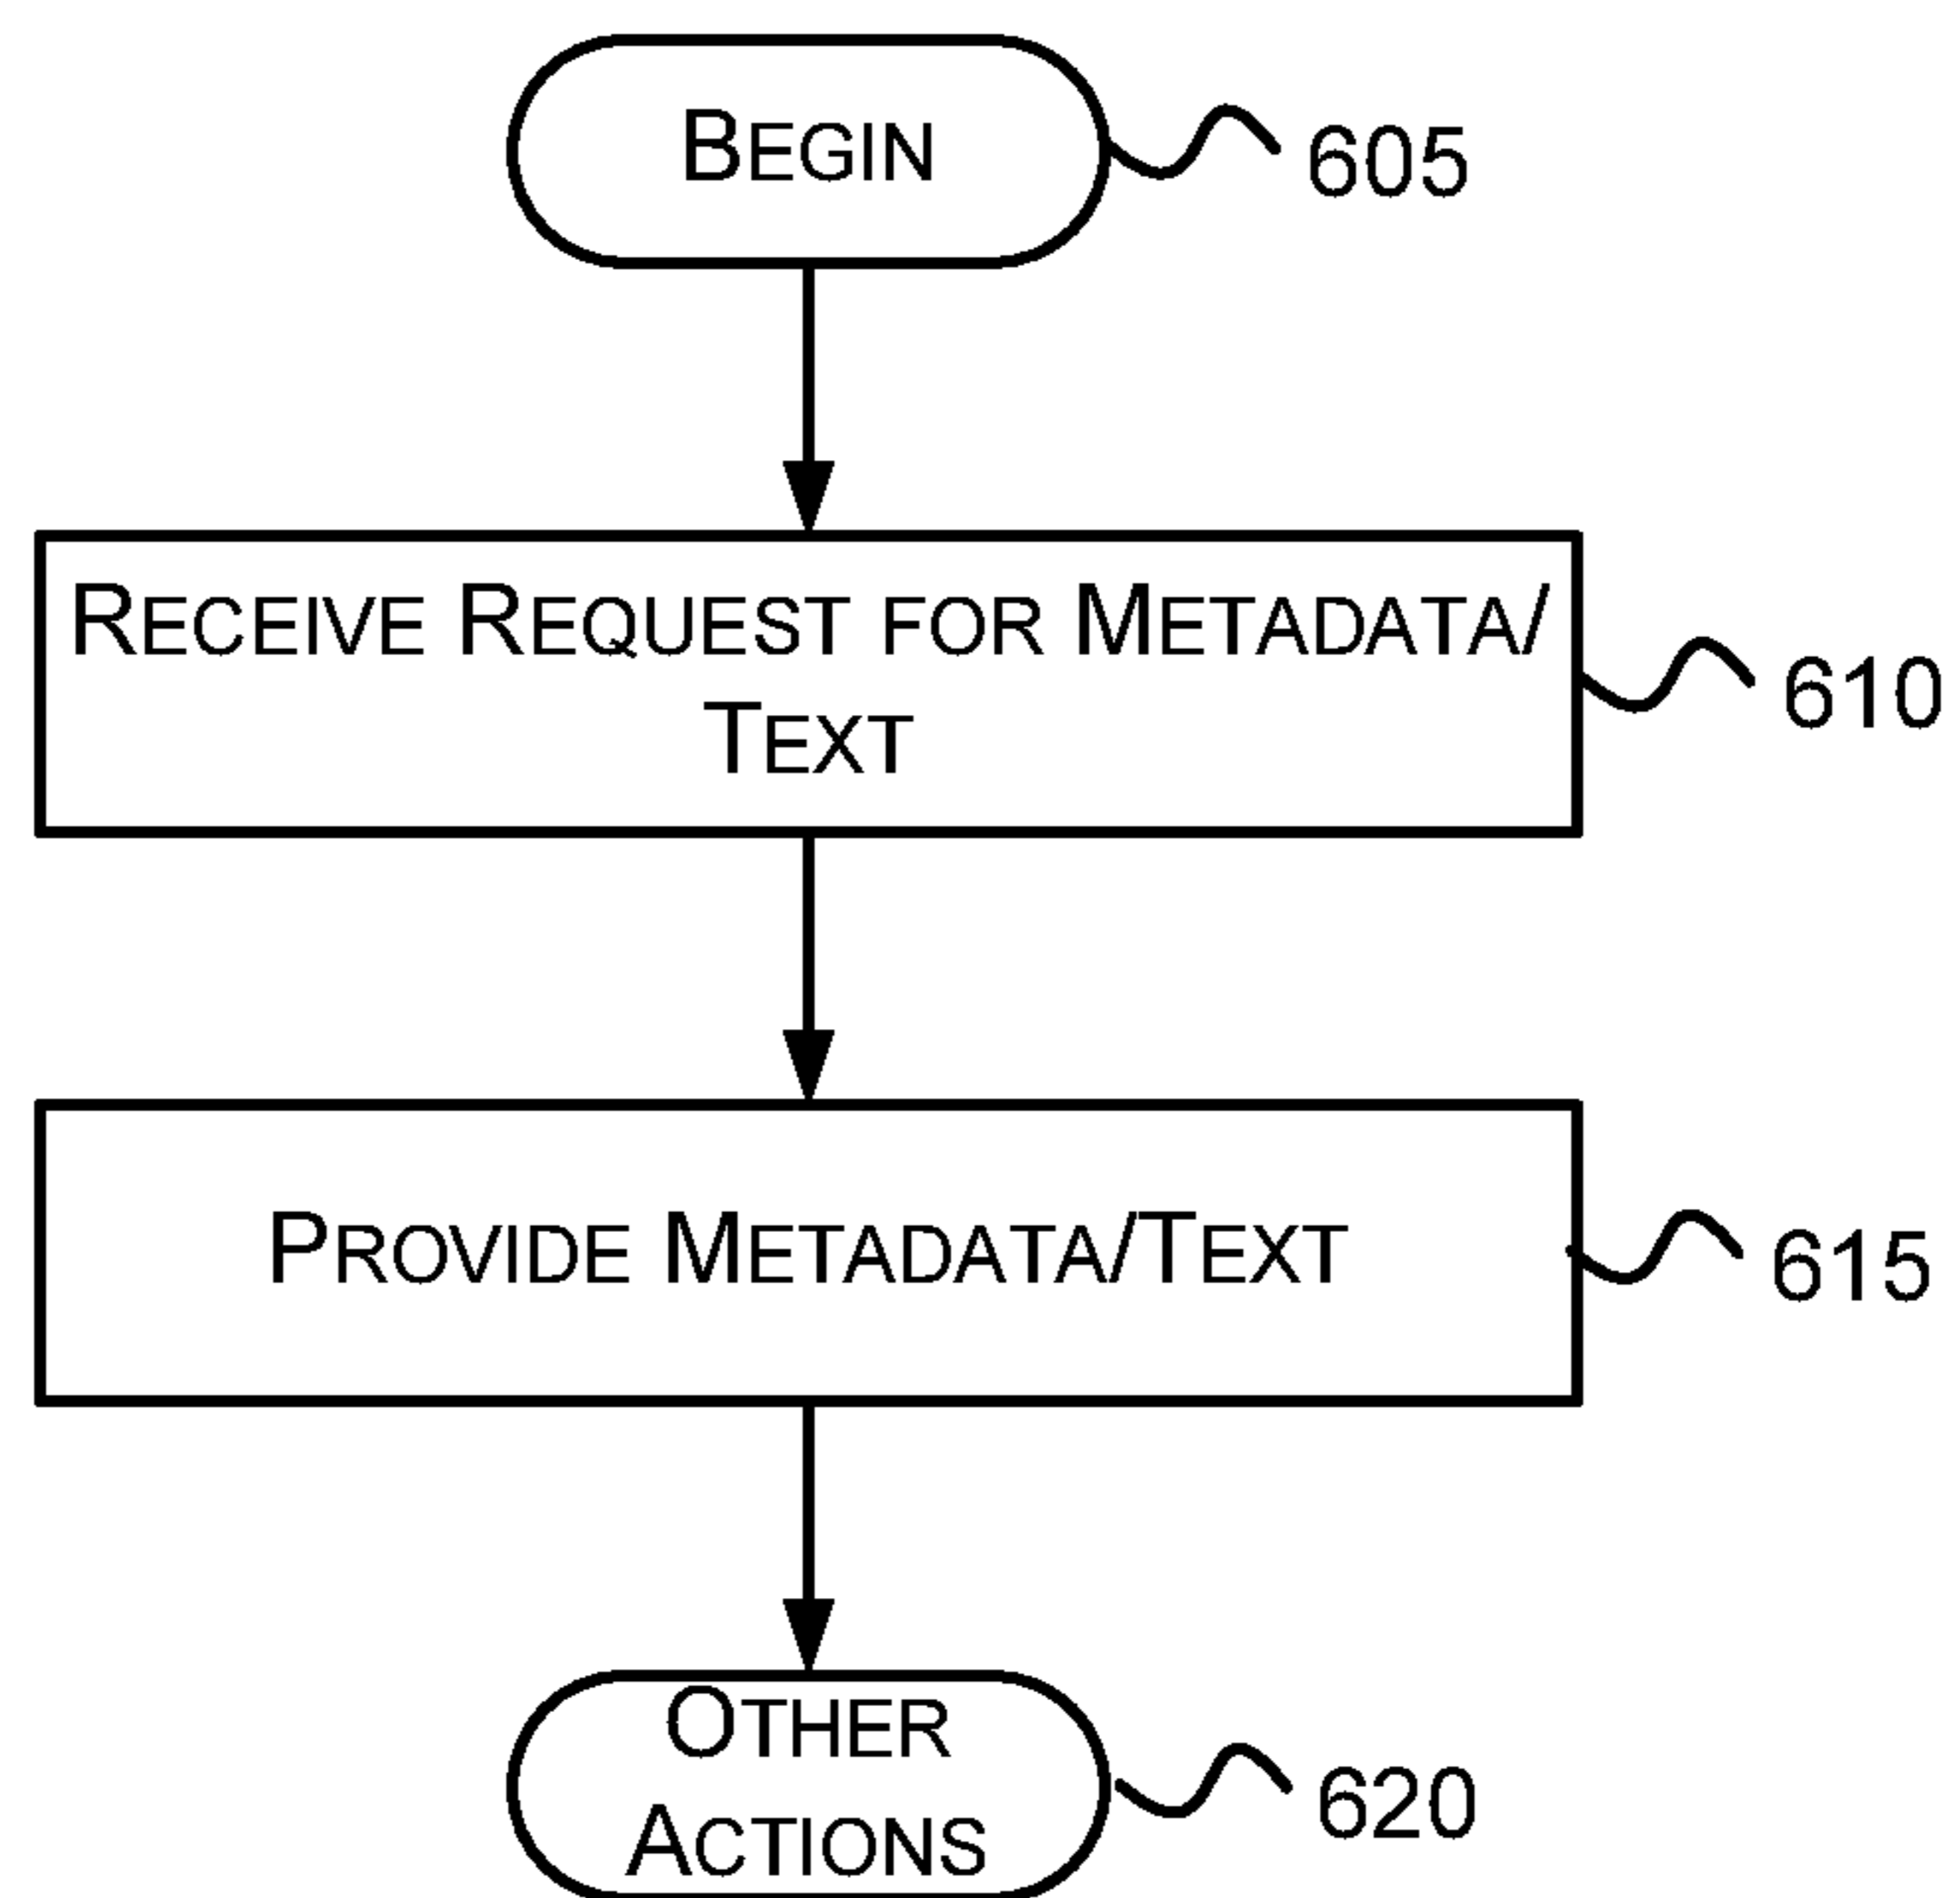 BEGIN
605
RECEIVE REQUEST FOR METADATA/
TEXT
610
PROVIDE METADATA/TEXT
615
OTHER
ACTIONS
620